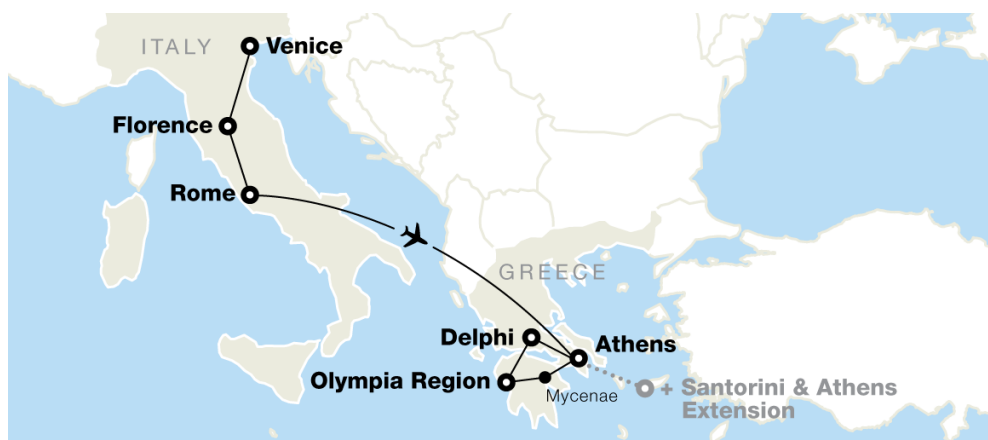 ITALY
Venice
Florence
Rome
GREECE
Delphi
Athens
Olympia Region
Mycenae
+ Santorini & Athens
Extension